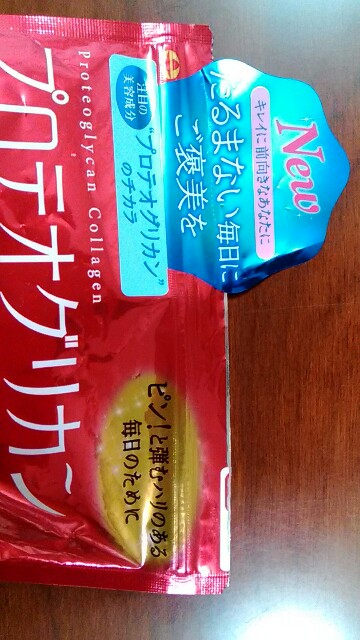 New
キレイに前向きなあなたに
たるまない毎日に
ご褒美を
注目の
美容成分
"プロテオグリカン"
のチカラ
Proteoglycan Collagen
プロテオグリカン
ピン!と弾むハリのある
毎日のために